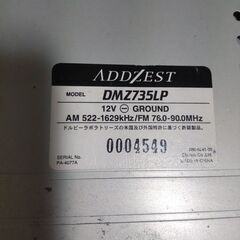 ADDZEST
MODEL DMZ735LP
12V ⊖ GROUND
AM 522-1629kHz/FM 76.0-90.0MHz
ドルビーラボラトリーズの米国及び外国特許に基づく許諾製品
0004549
SERIAL No.
PA-4077A